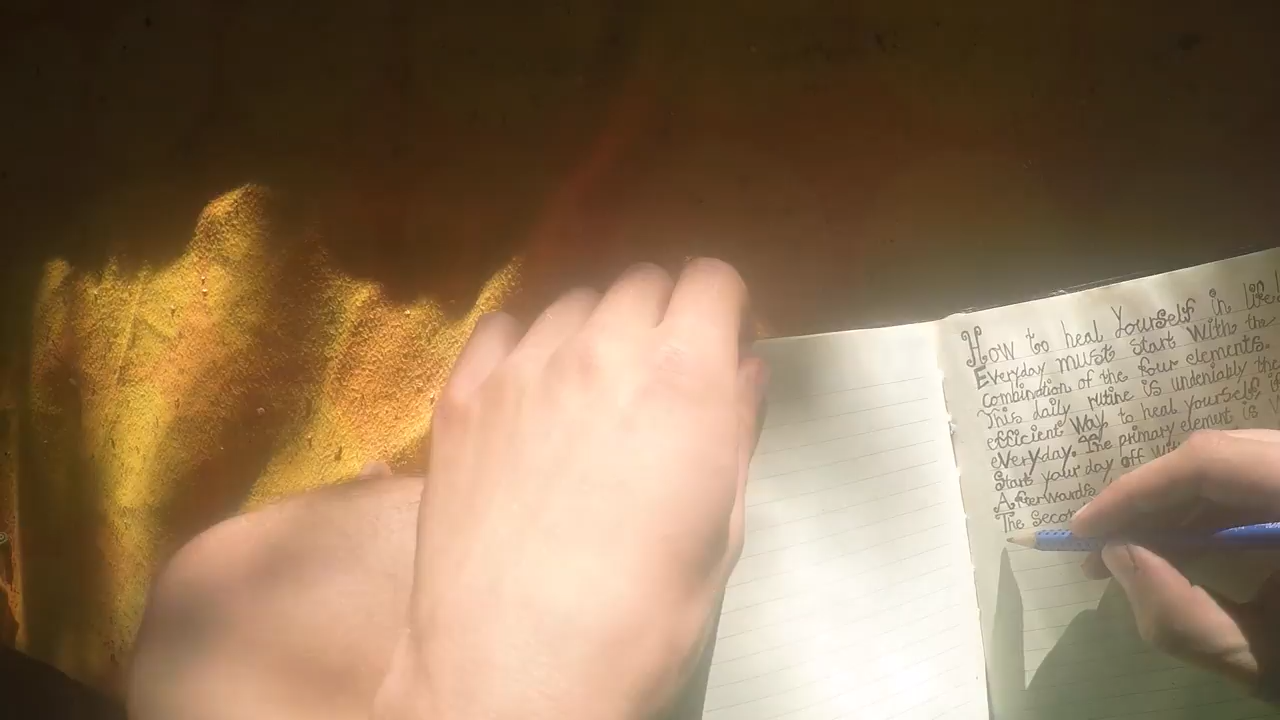 How to heal Yourself in life
Everyday must start With the
combination of the four elements.
This daily rutine is undeniably the
efficient way to heal yourself,
everyday. The primary element is
Start your day off
Afterwards
The Secon